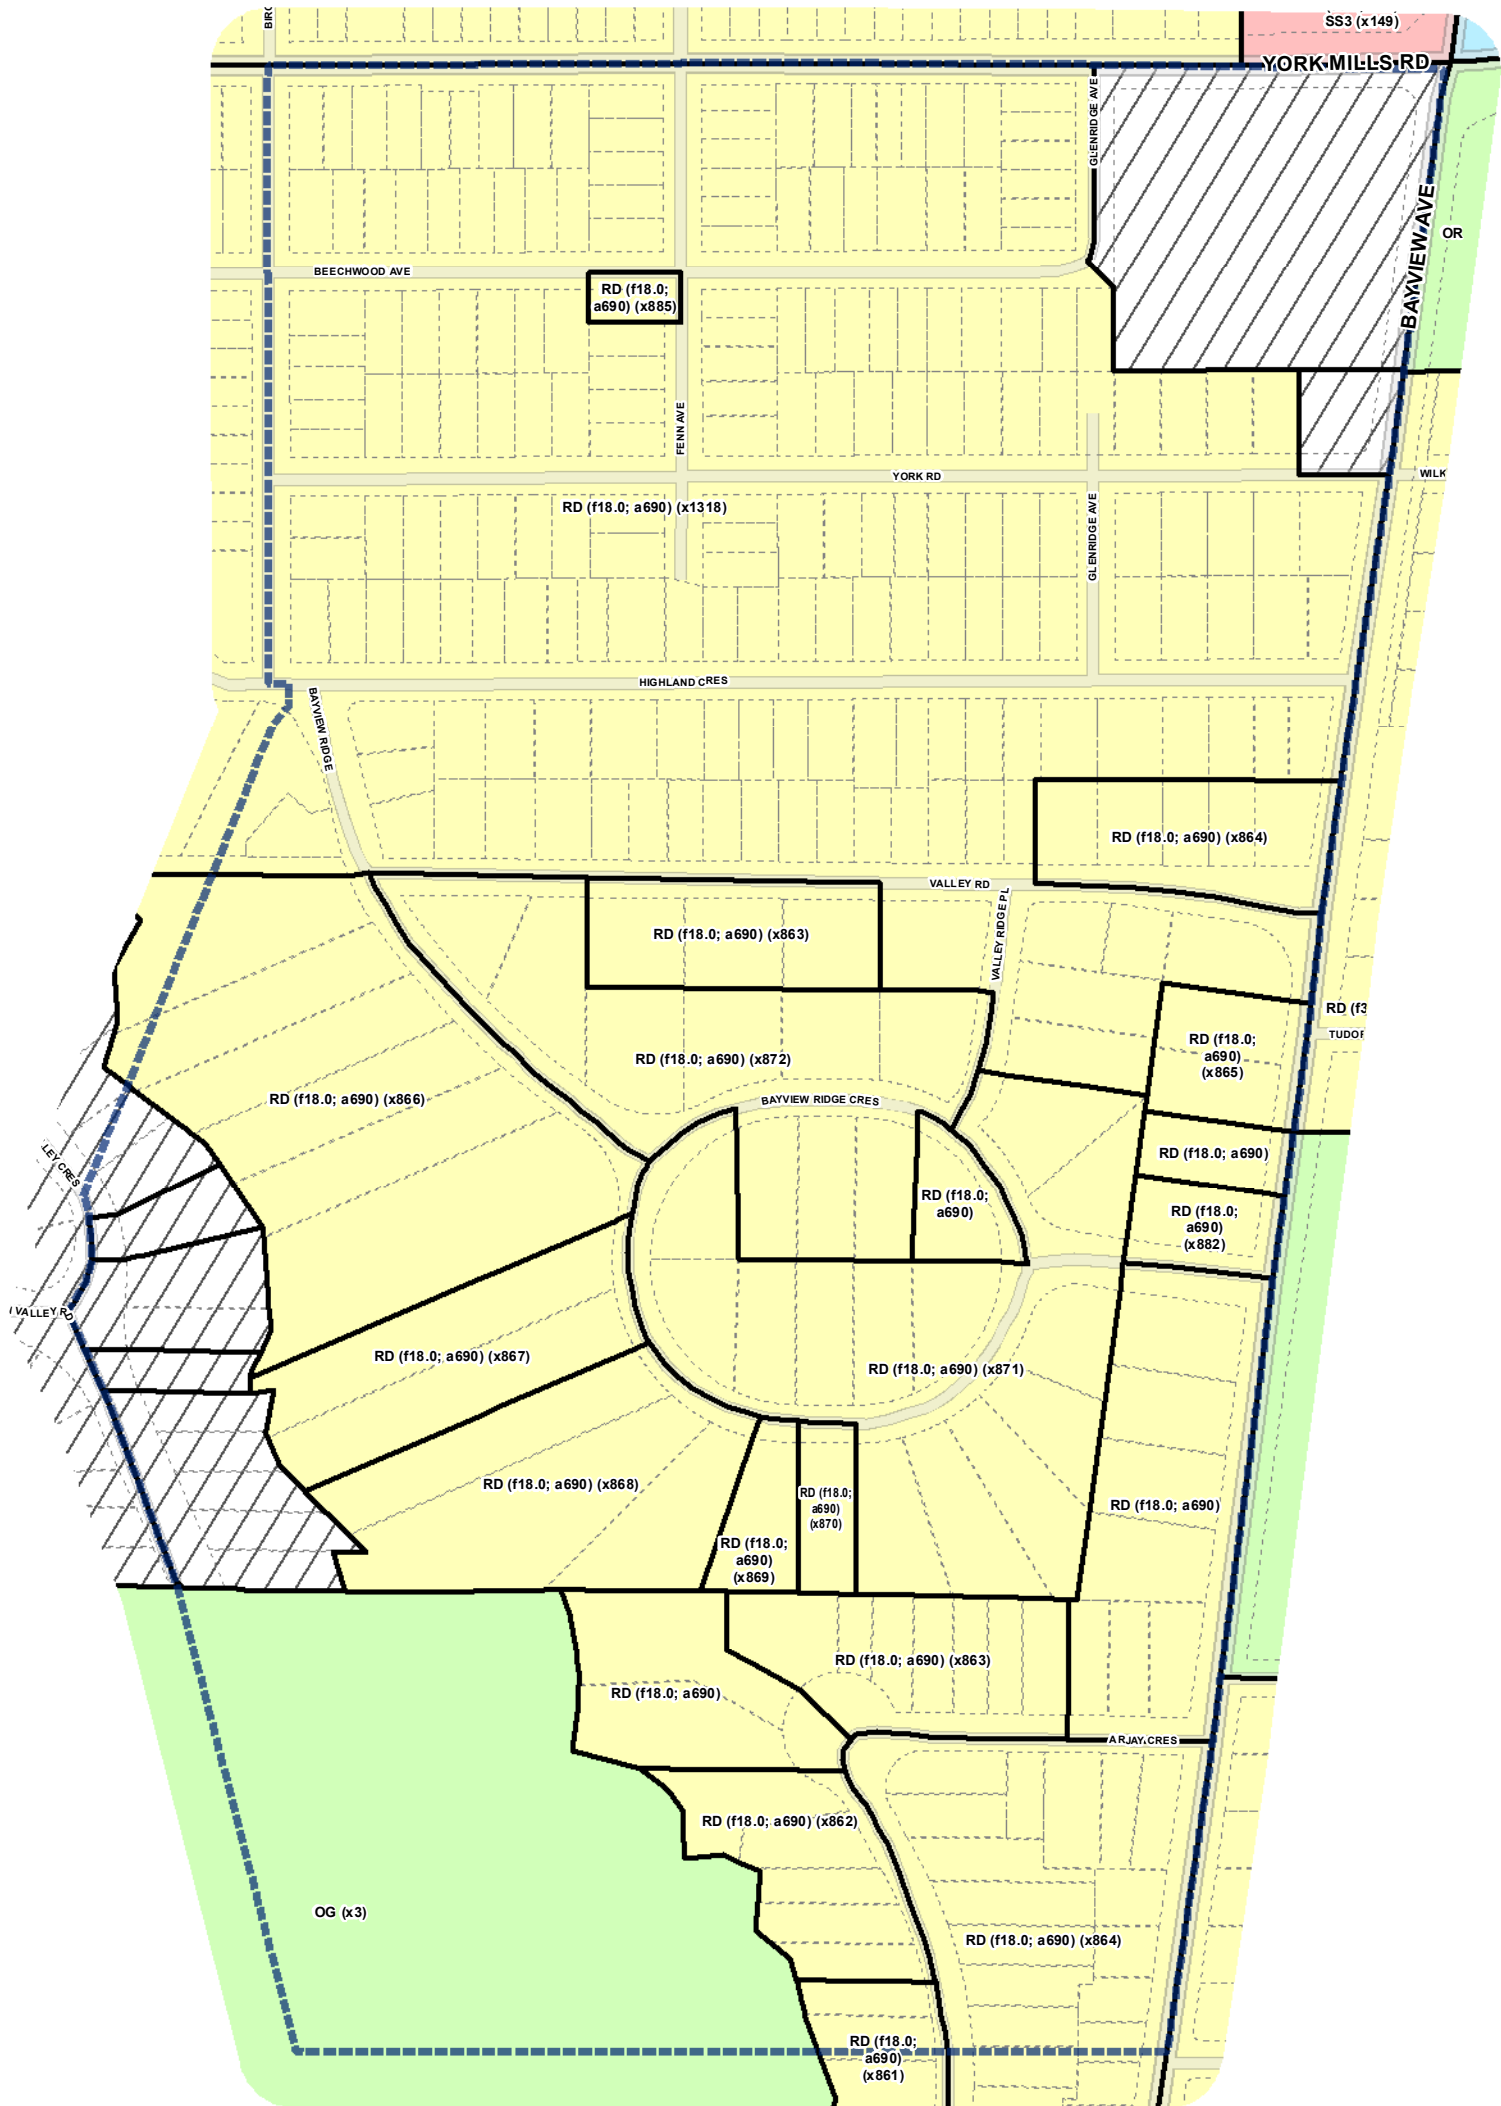 BIRC
SS3 (x149)
YORK MILLS RD
GLENRIDGE AVE
BAYVIEW AVE
OR
BEECHWOOD AVE
RD (f18.0;
a690) (x885)
FENN AVE
YORK RD
WILK
RD (f18.0; a690) (x1318)
GLENRIDGE AVE
HIGHLAND CRES
BAYVIEW RIDGE
RD (f18.0; a690) (x864)
VALLEY RD
VALLEY RIDGE PL
RD (f18.0; a690) (x863)
RD (f3
TUDOR
RD (f18.0;
a690)
(x865)
RD (f18.0; a690) (x872)
RD (f18.0; a690) (x866)
BAYVIEW RIDGE CRES
LEY CRES
RD (f18.0; a690)
RD (f18.0;
a690)
RD (f18.0;
a690)
(x882)
VALLEY RD
RD (f18.0; a690) (x867)
RD (f18.0; a690) (x871)
RD (f18.0; a690) (x868)
RD (f18.0;
a690)
(x870)
RD (f18.0; a690)
RD (f18.0;
a690)
(x869)
RD (f18.0; a690) (x863)
RD (f18.0; a690)
ARJAY CRES
RD (f18.0; a690) (x862)
OG (x3)
RD (f18.0; a690) (x864)
RD (f18.0;
a690)
(x861)